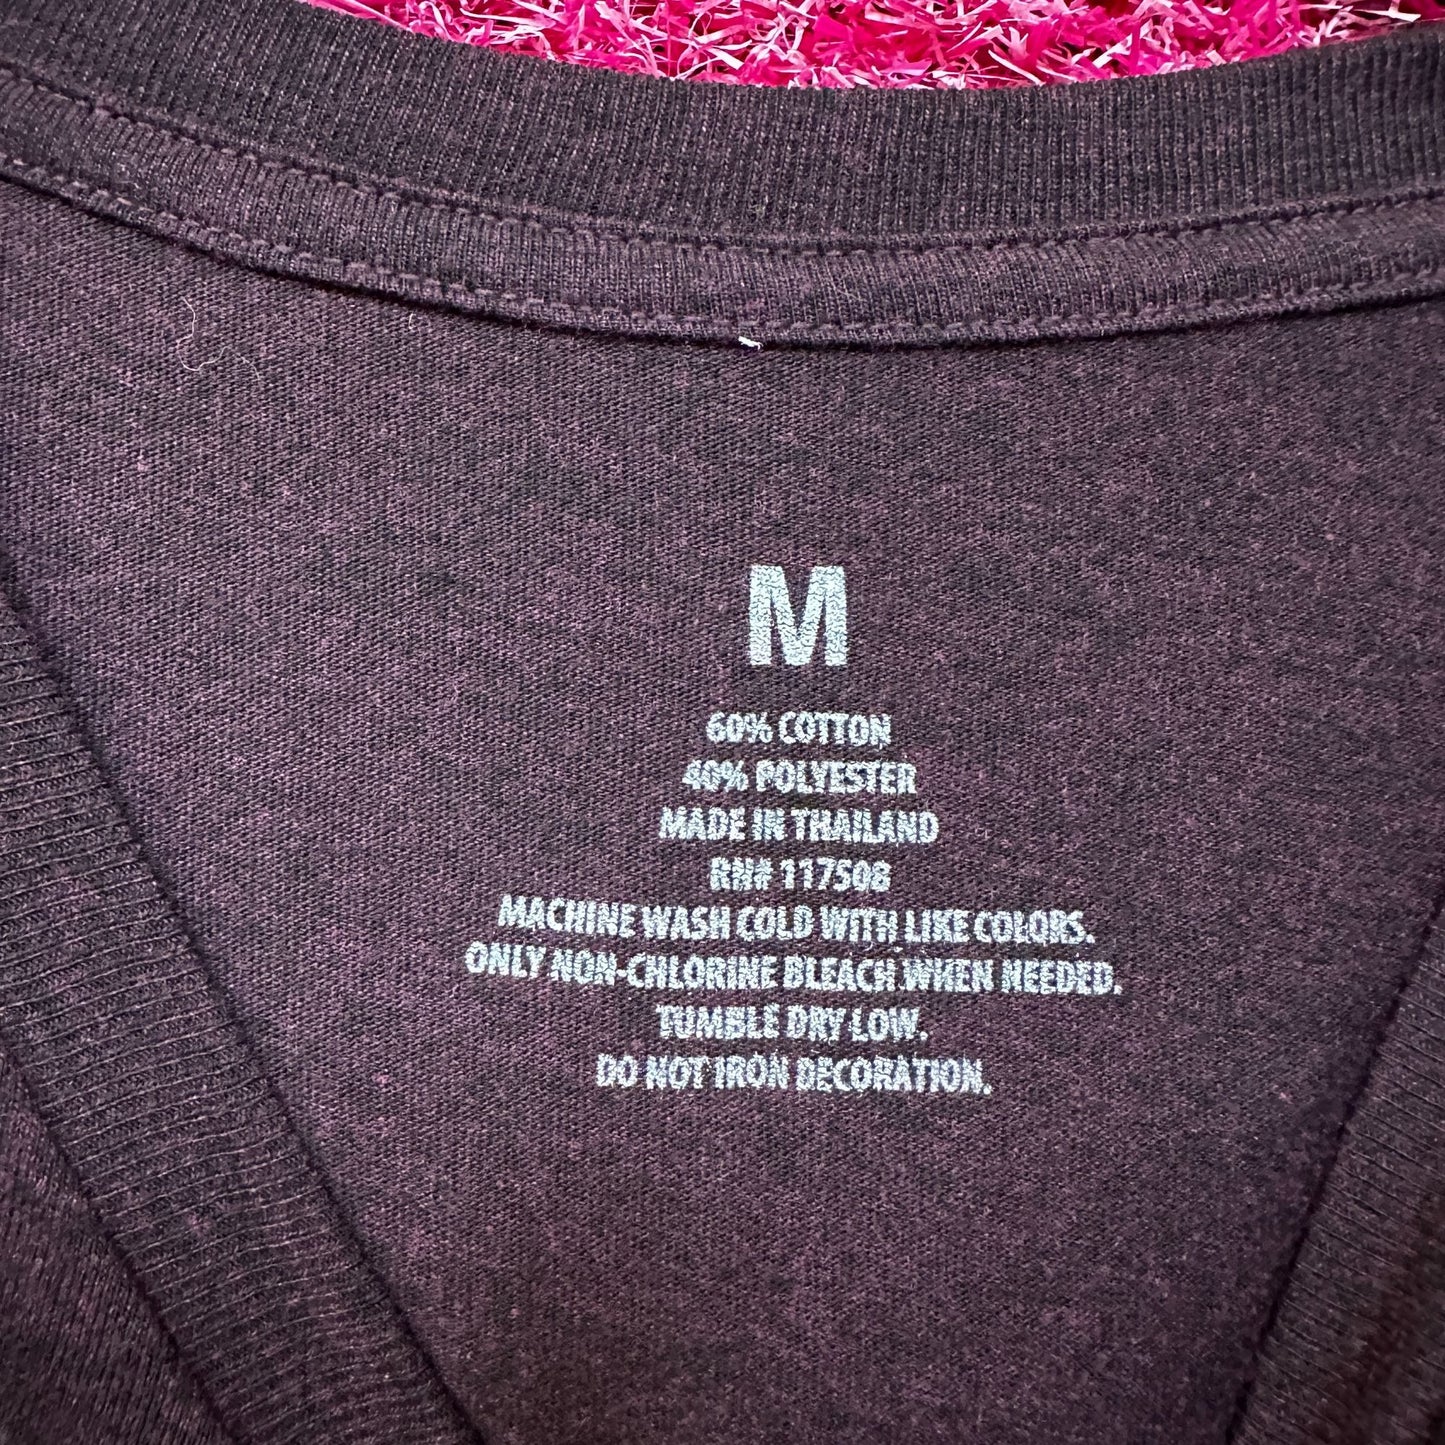 M
60% COTTON
40% POLYESTER
MADE IN THAILAND
RN# 117508
MACHINE WASH COLD WITH LIKE COLORS.
ONLY NON-CHLORINE BLEACH WHEN NEEDED.
TUMBLE DRY LOW.
DO NOT IRON DECORATION.